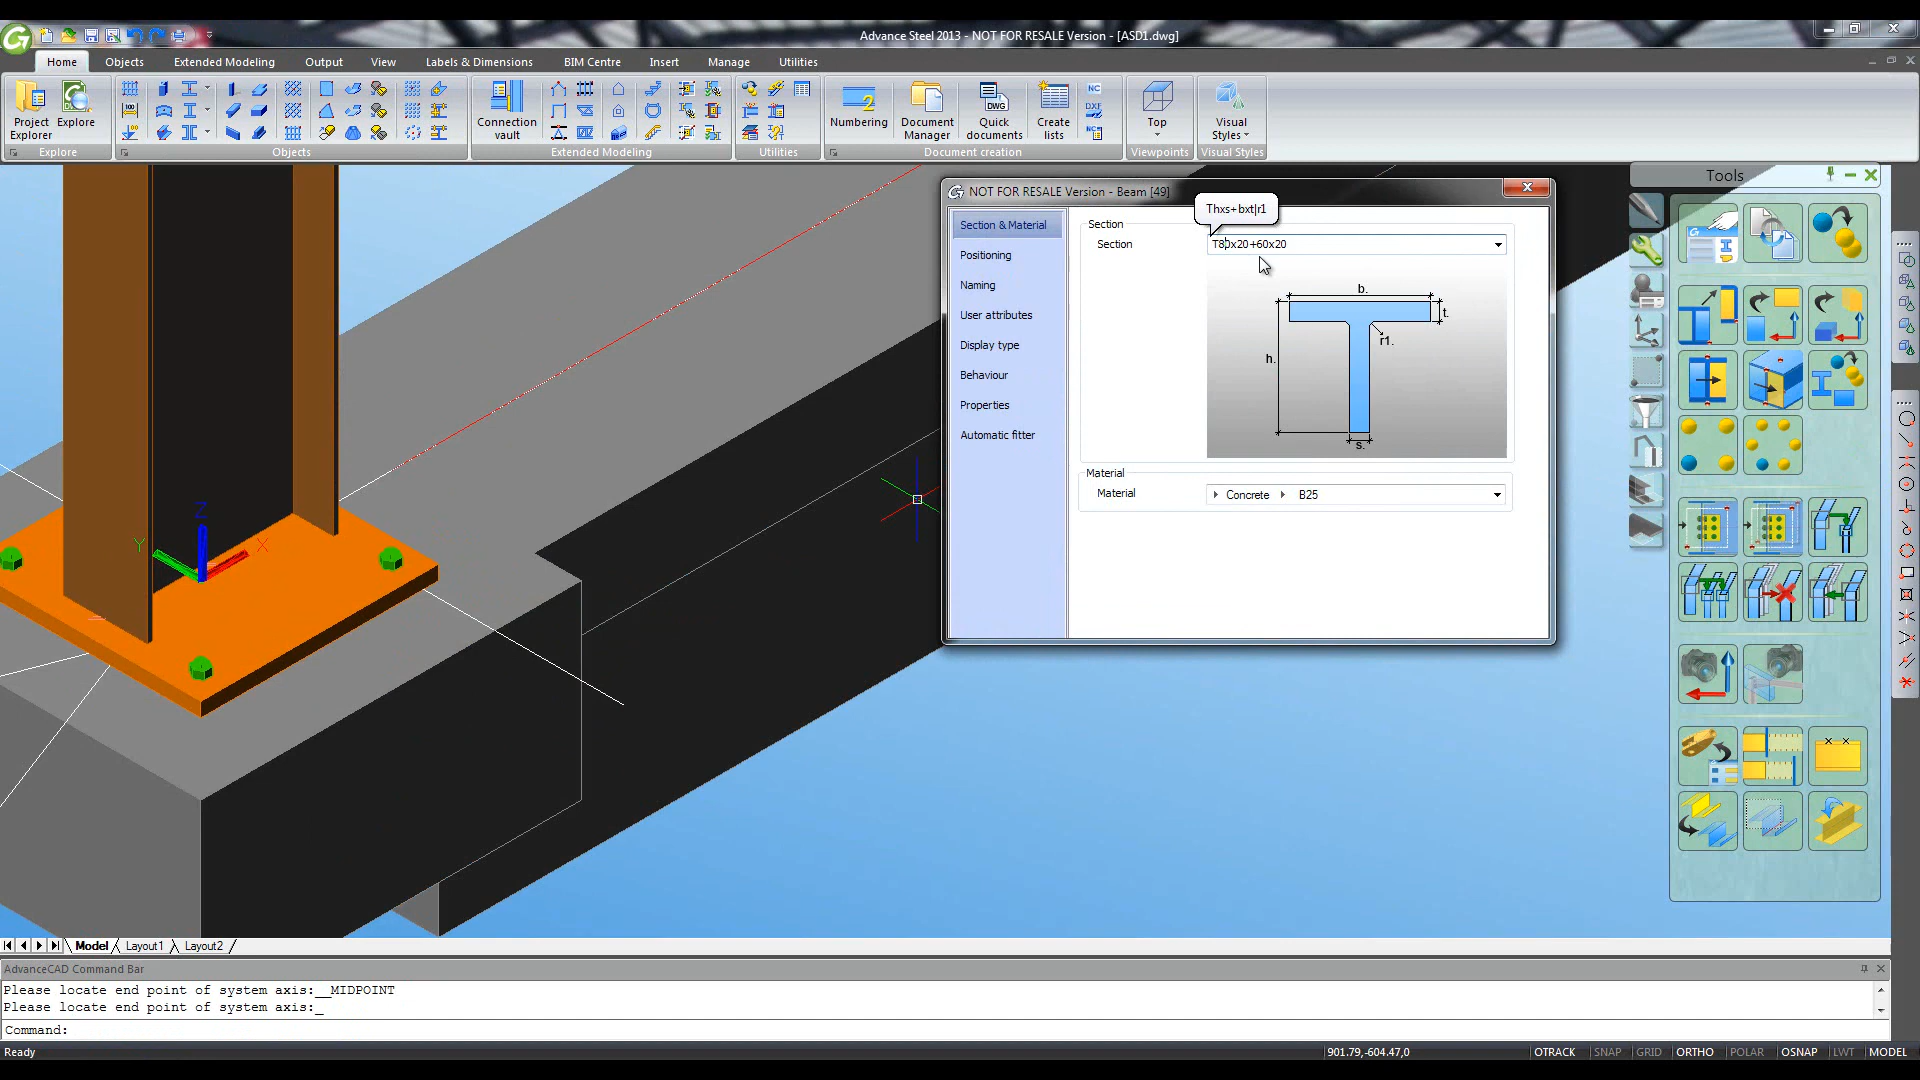 Advance Steel 2013 - NOT FOR RESALE Version - [ASD1.dwg]
Home
Objects
Extended Modeling
Output
View
Labels & Dimensions
BIM Centre
Insert
Manage
Utilities
Project Explorer
Explore
Connection vault
Numbering
Document Manager
Quick documents
Create lists
Top
Visual Styles
Explore
Objects
Extended Modeling
Utilities
Document creation
Viewpoints
Visual Styles
DWG
NC
DXF
NC
100
2
Tools
NOT FOR RESALE Version - Beam [49]
Thxs+bxt|r1
Section & Material
Positioning
Naming
User attributes
Display type
Behaviour
Properties
Automatic fitter
Section
Section
T80x20+60x20
b.
t.
r1.
h.
s.
Material
Material
Concrete
B25
Z
Y
X
Model
Layout1
Layout2
AdvanceCAD Command Bar
Please locate end point of system axis:__MIDPOINT
Please locate end point of system axis:_
Command:
Ready
901.79,-604.47,0
OTRACK
SNAP
GRID
ORTHO
POLAR
OSNAP
LWT
MODEL